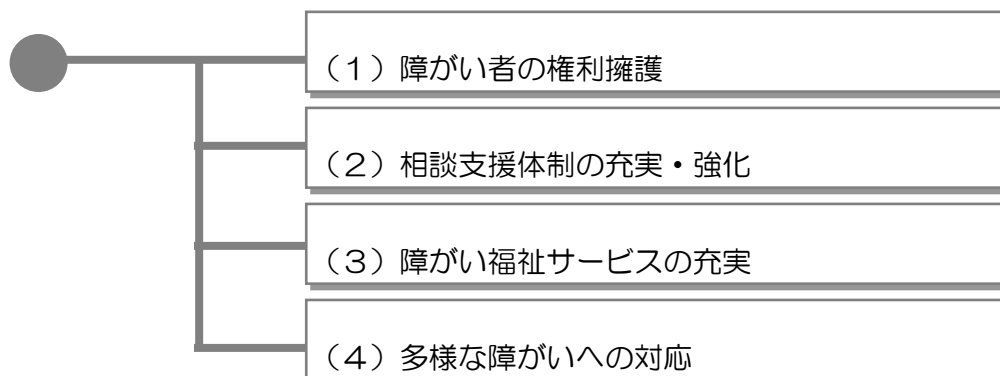 （1）障がい者の権利擁護
（2）相談支援体制の充実・強化
（3）障がい福祉サービスの充実
（4）多様な障がいへの対応